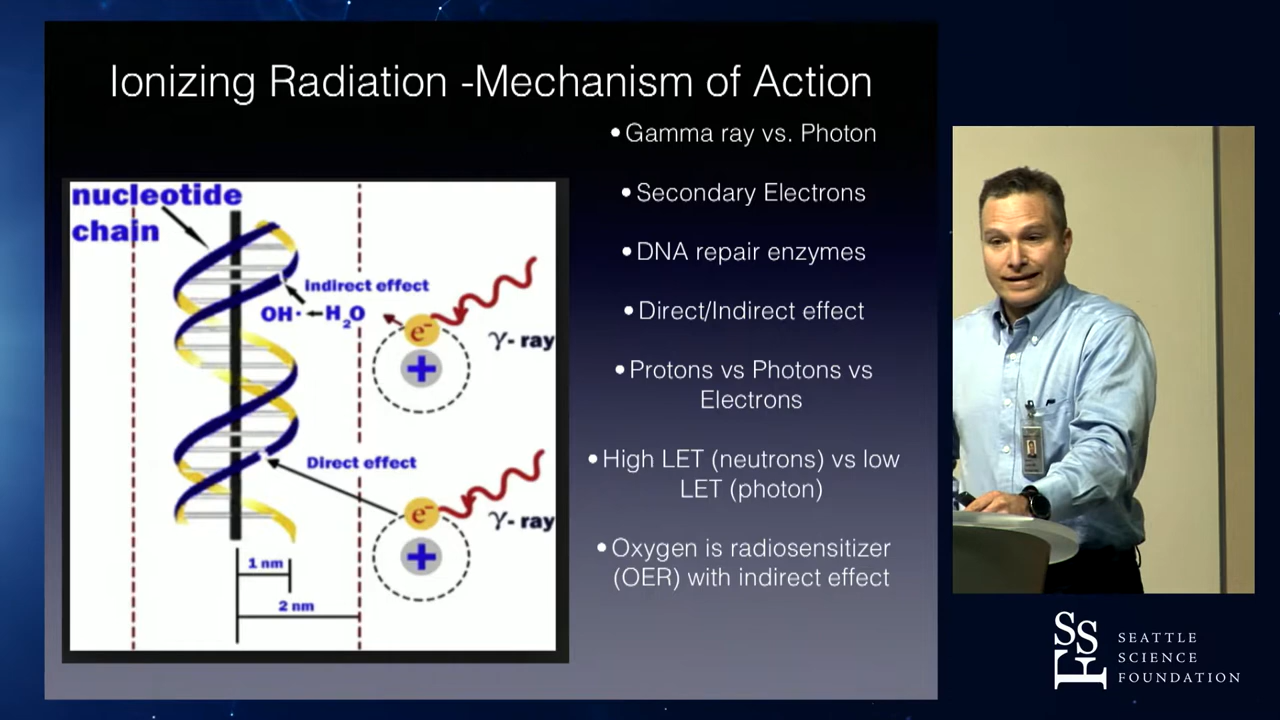 Ionizing Radiation -Mechanism of Action
• Gamma ray vs. Photon
• Secondary Electrons
• DNA repair enzymes
• Direct/Indirect effect
• Protons vs Photons vs
Electrons
• High LET (neutrons) vs low
LET (photon)
• Oxygen is radiosensitizer
(OER) with indirect effect
nucleotide
chain
Indirect effect
OH· ← H₂O
e⁻
γ- ray
+
Direct effect
e⁻
γ- ray
+
1 nm
2 nm
SSF
SEATTLE
SCIENCE
FOUNDATION